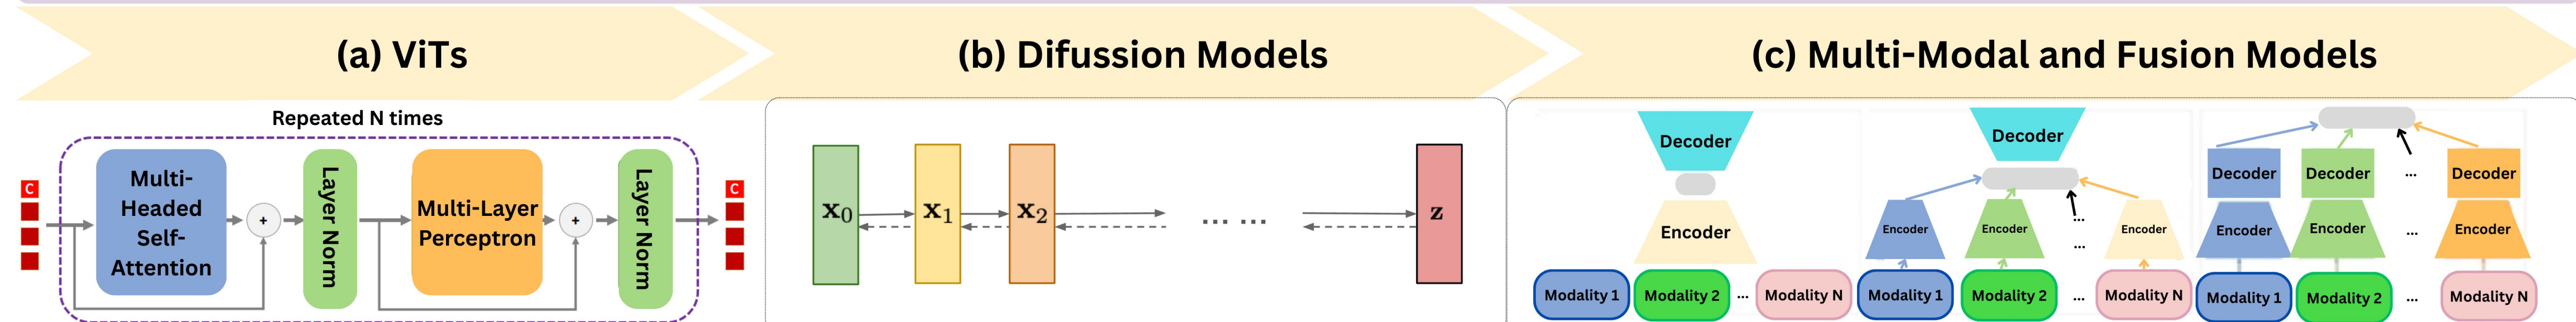 (a) ViTs
(b) Difussion Models
(c) Multi-Modal and Fusion Models
Repeated N times
C
Multi-
Headed
Self-
Attention
+
Layer Norm
Multi-Layer
Perceptron
+
Layer Norm
C
x0
x1
x2
... ...
z
Decoder
Encoder
Modality 1
Modality 2
...
Modality N
Decoder
Encoder
Encoder
...
...
Encoder
Modality 1
Modality 2
...
Modality N
Decoder
Decoder
...
Decoder
Encoder
Encoder
...
Encoder
Modality 1
Modality 2
...
Modality N